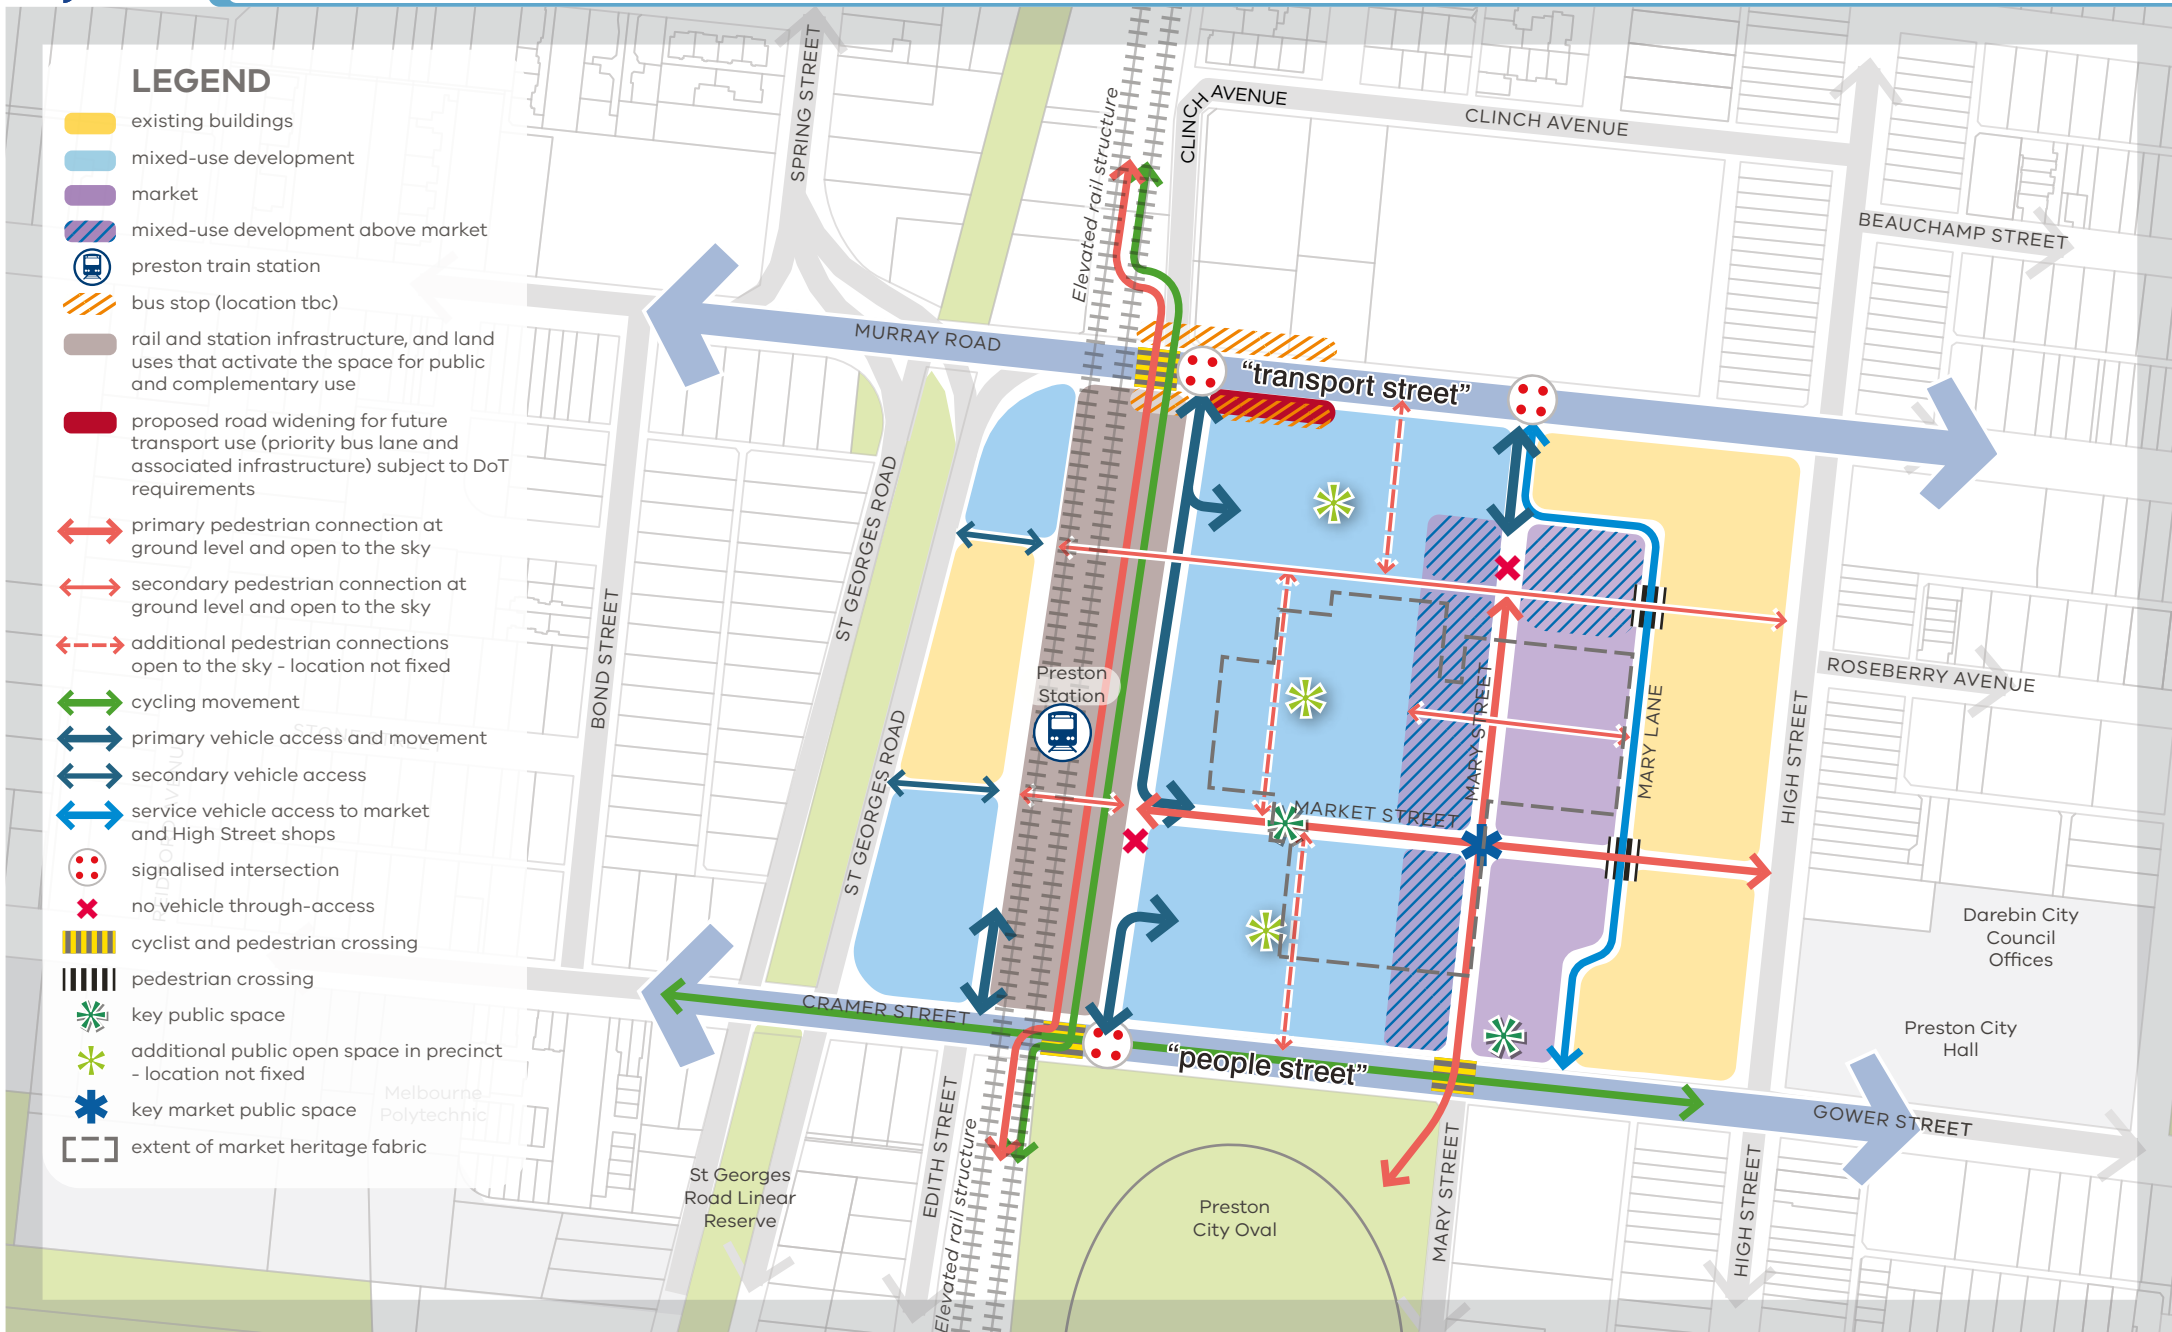 LEGEND
existing buildings
mixed-use development
market
mixed-use development above market
preston train station
bus stop (location tbc)
rail and station infrastructure, and land
uses that activate the space for public
and complementary use
proposed road widening for future
transport use (priority bus lane and
associated infrastructure) subject to DoT
requirements
primary pedestrian connection at
ground level and open to the sky
secondary pedestrian connection at
ground level and open to the sky
additional pedestrian connections
open to the sky - location not fixed
cycling movement
primary vehicle access and movement
secondary vehicle access
service vehicle access to market
and High Street shops
signalised intersection
no vehicle through-access
cyclist and pedestrian crossing
pedestrian crossing
key public space
additional public open space in precinct
- location not fixed
key market public space
extent of market heritage fabric
Melbourne
Polytechnic
SPRING STREET
Elevated rail structure
CLINCH
AVENUE
CLINCH AVENUE
BEAUCHAMP STREET
MURRAY ROAD
"transport street"
ST GEORGES ROAD
BOND STREET
Preston
Station
ST GEORGES ROAD
MARY STREET
MARY LANE
HIGH STREET
ROSEBERRY AVENUE
MARKET STREET
Darebin City
Council
Offices
Preston City
Hall
CRAMER STREET
"people street"
GOWER STREET
EDITH STREET
Elevated rail structure
St Georges
Road Linear
Reserve
Preston
City Oval
MARY STREET
HIGH STREET